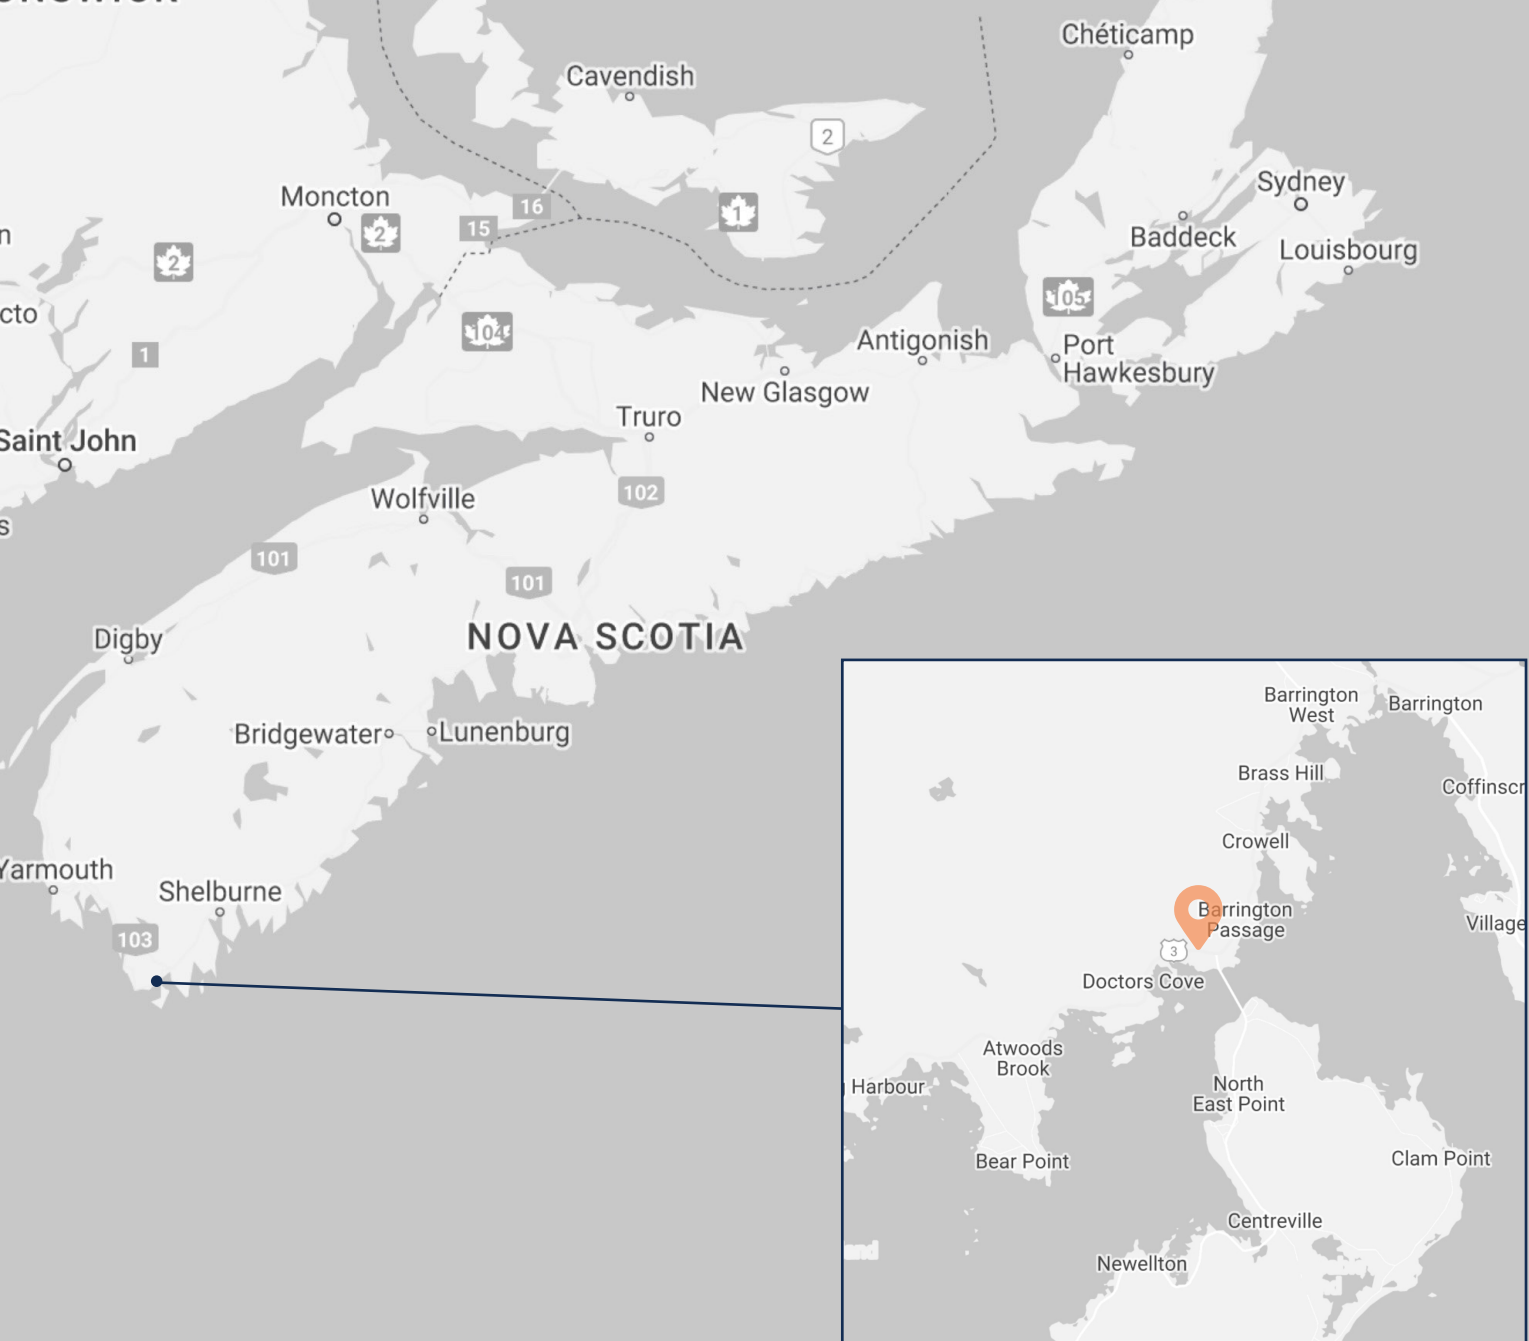 Chéticamp
Cavendish
2
Moncton
2
15
16
1
Sydney
Baddeck
Louisbourg
2
105
104
1
Antigonish
Port
Hawkesbury
New Glasgow
Truro
Saint John
102
Wolfville
101
101
NOVA SCOTIA
Digby
Bridgewater
Lunenburg
Yarmouth
Shelburne
103
Barrington
West
Barrington
Brass Hill
Coffinscr
Crowell
Barrington
Passage
Village
3
Doctors Cove
Atwoods
Brook
Harbour
North
East Point
Bear Point
Clam Point
Centreville
Newellton